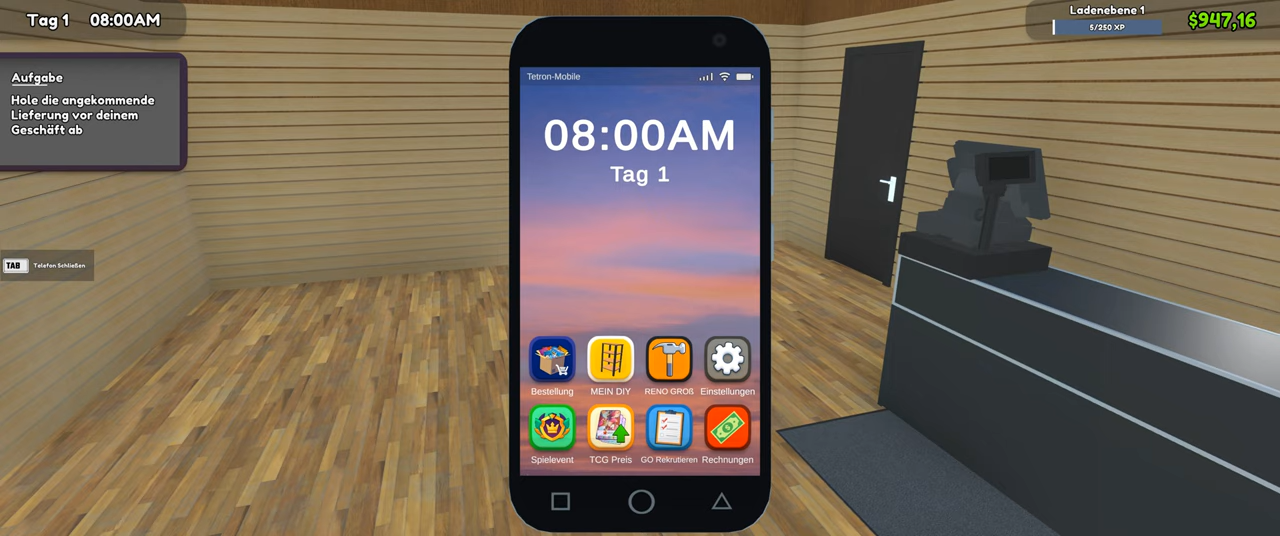 Tag 1 08:00AM
Ladenebene 1
5/250 XP
$947,16
Aufgabe
Hole die angekommende
Lieferung vor deinem
Geschäft ab
TAB Telefon Schließen
Tetron-Mobile
08:00AM
Tag 1
Bestellung MEIN DIY RENO GROß Einstellungen
Spielevent TCG Preis GO Rekrutieren Rechnungen